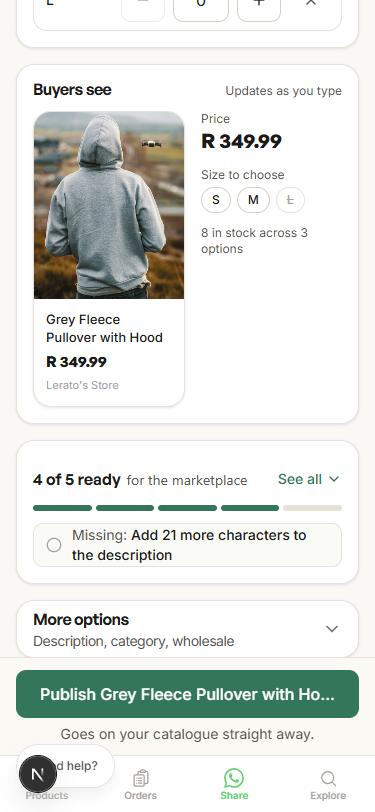 L
0
Buyers see
Updates as you type
Price
R 349.99
Size to choose
S M L
8 in stock across 3
options
Grey Fleece
Pullover with Hood
R 349.99
Lerato's Store
4 of 5 ready for the marketplace
See all
Missing: Add 21 more characters to
the description
More options
Description, category, wholesale
Publish Grey Fleece Pullover with Ho...
Goes on your catalogue straight away.
N
d help?
Products
Orders
Share
Explore